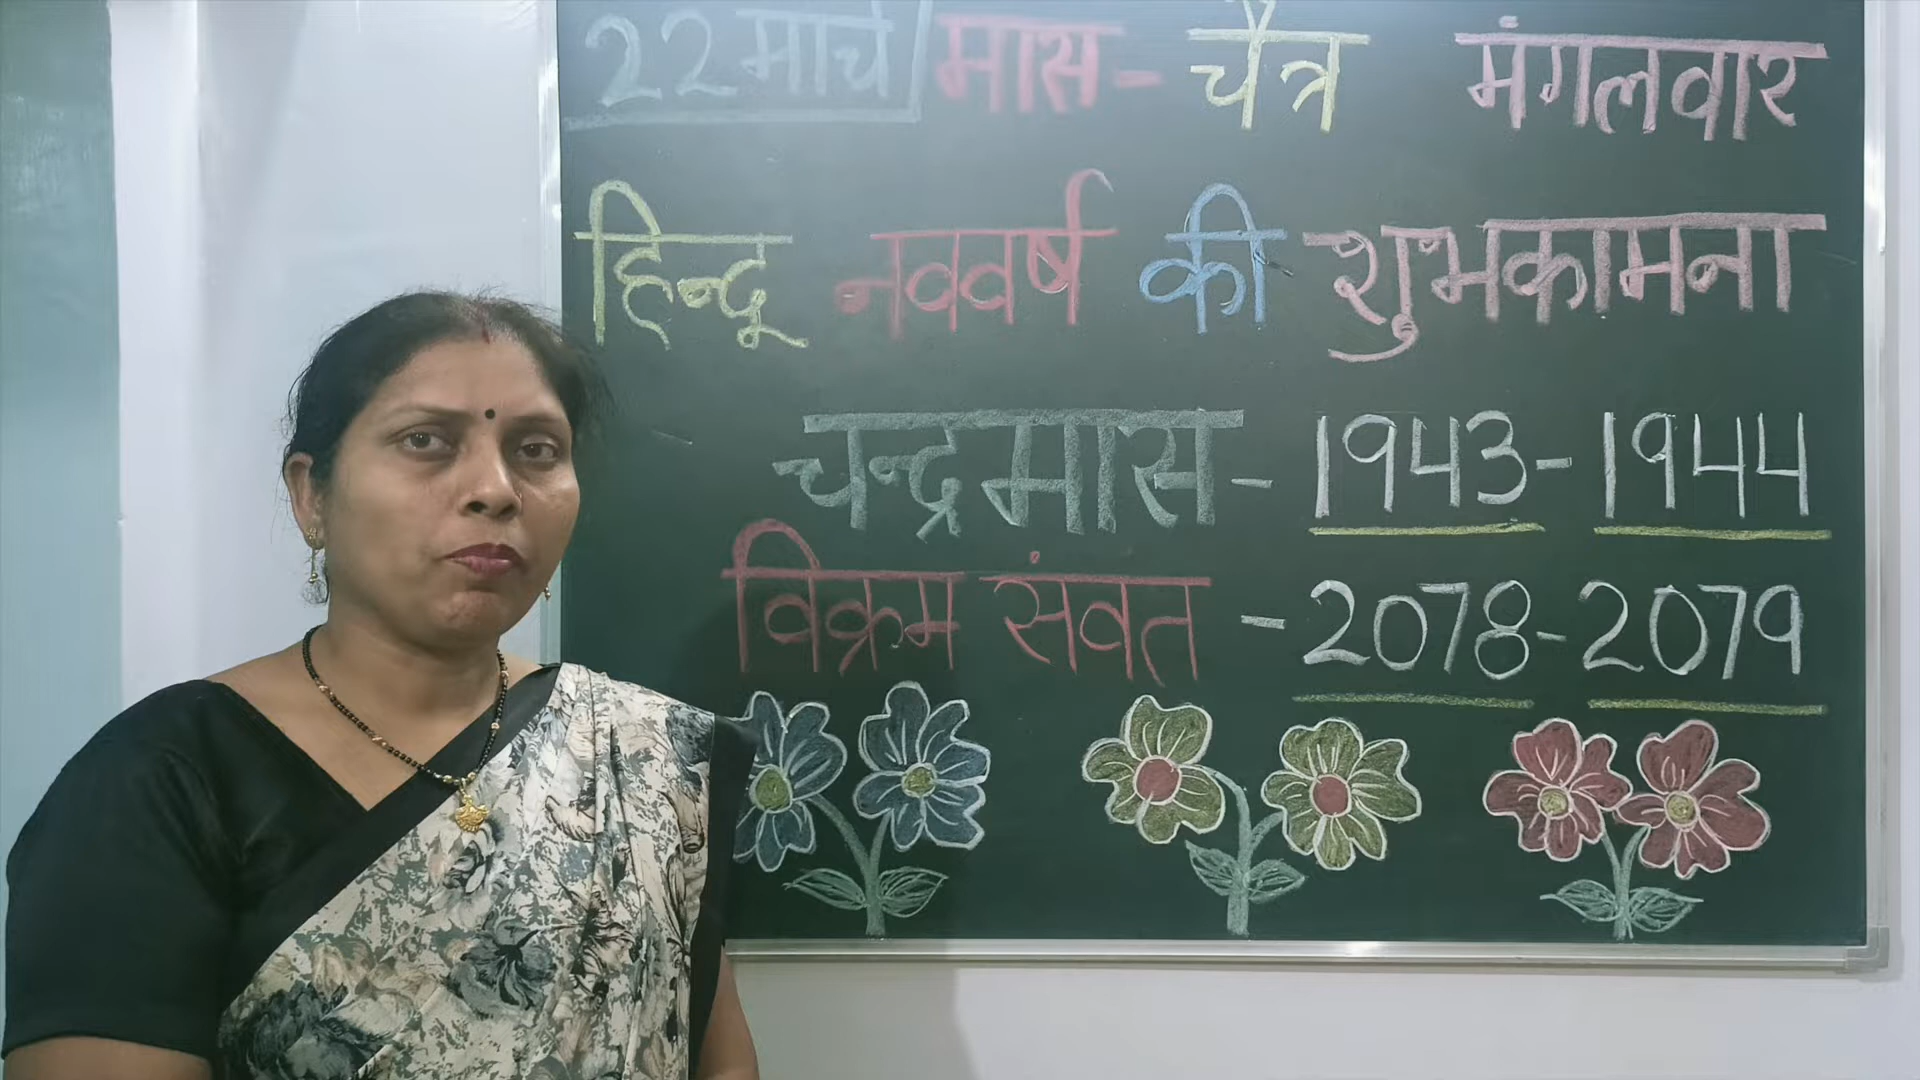 22 मार्च मास - चैत्र मंगलवार
हिन्दू नववर्ष की शुभकामना
चन्द्रमास - 1943 - 1944
विक्रम संवत - 2078 - 2079